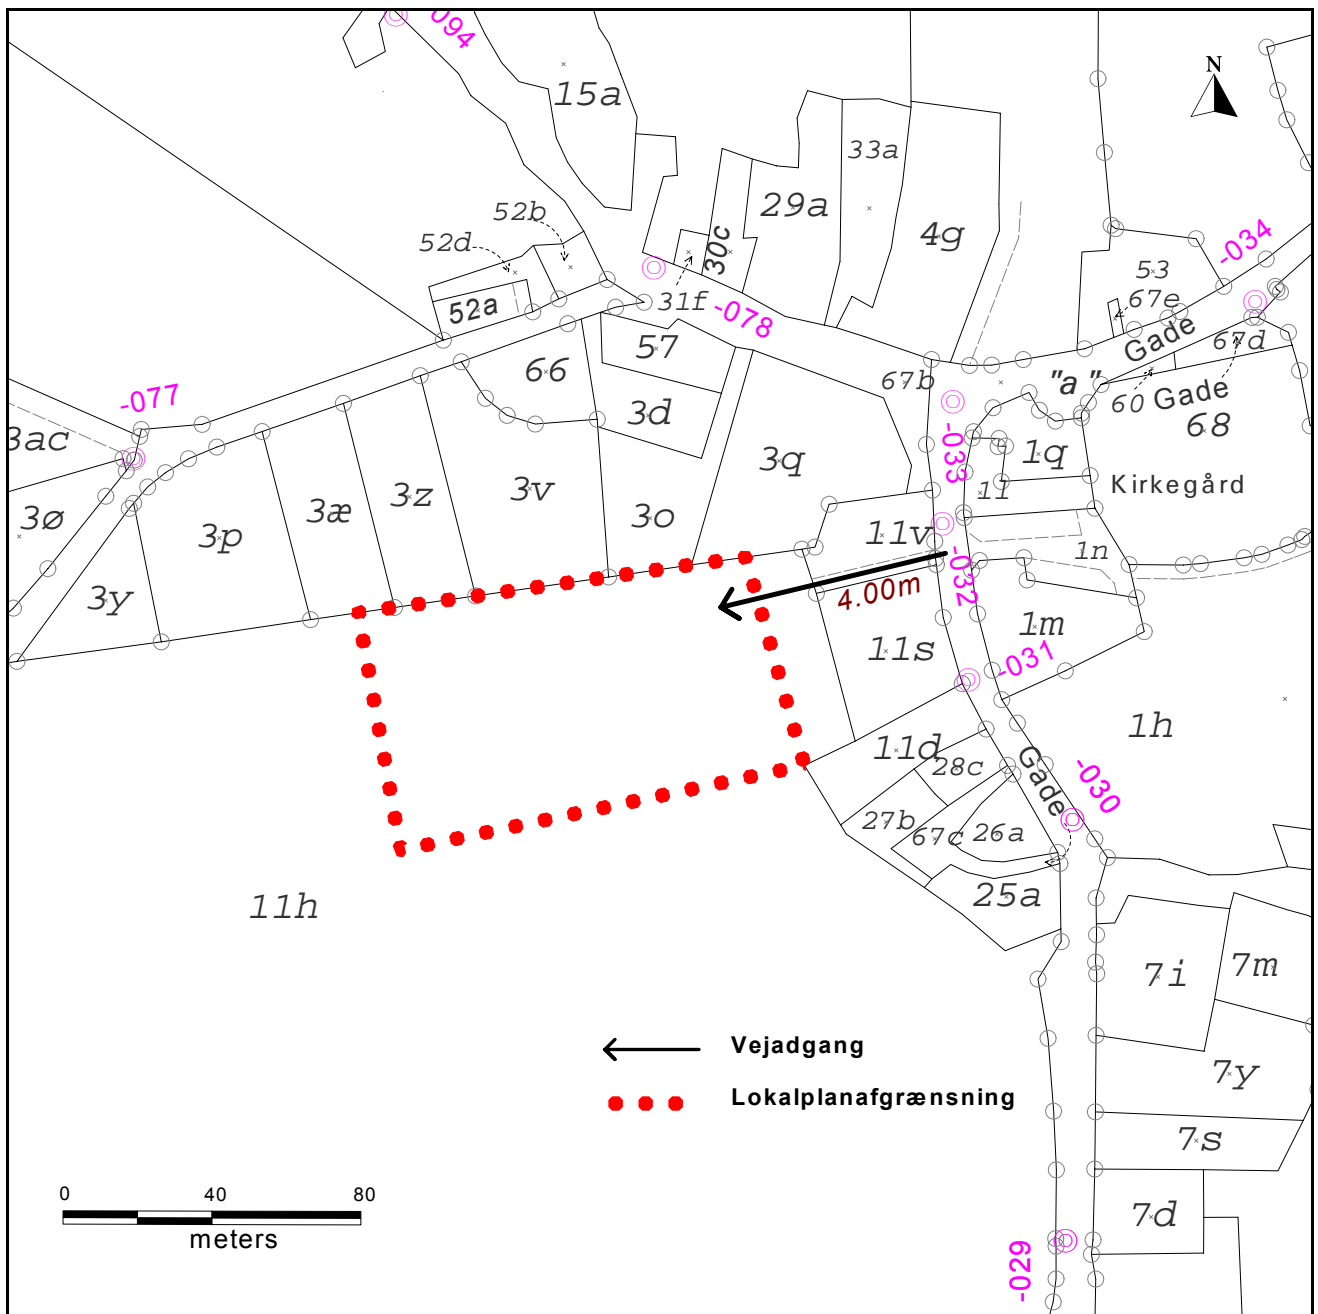 -094
15a
N
33a
29a
4g
52b
52d
30c
-034
53
31f
67e
52a
-078
Gade
57
67d
66
67b
"a"
-077
60
Gade
3d
68
3ac
-033
1q
3q
Kirkegård
3v
3z
3æ
3ø
3p
3o
1l
11v
1n
-032
3y
4.00m
1m
11s
-031
1h
11d
28c
Gade
-030
27b
67c
26a
25a
11h
7i
7m
Vejadgang
7y
Lokalplanafgrænsning
7s
0 40 80
7d
meters
-029